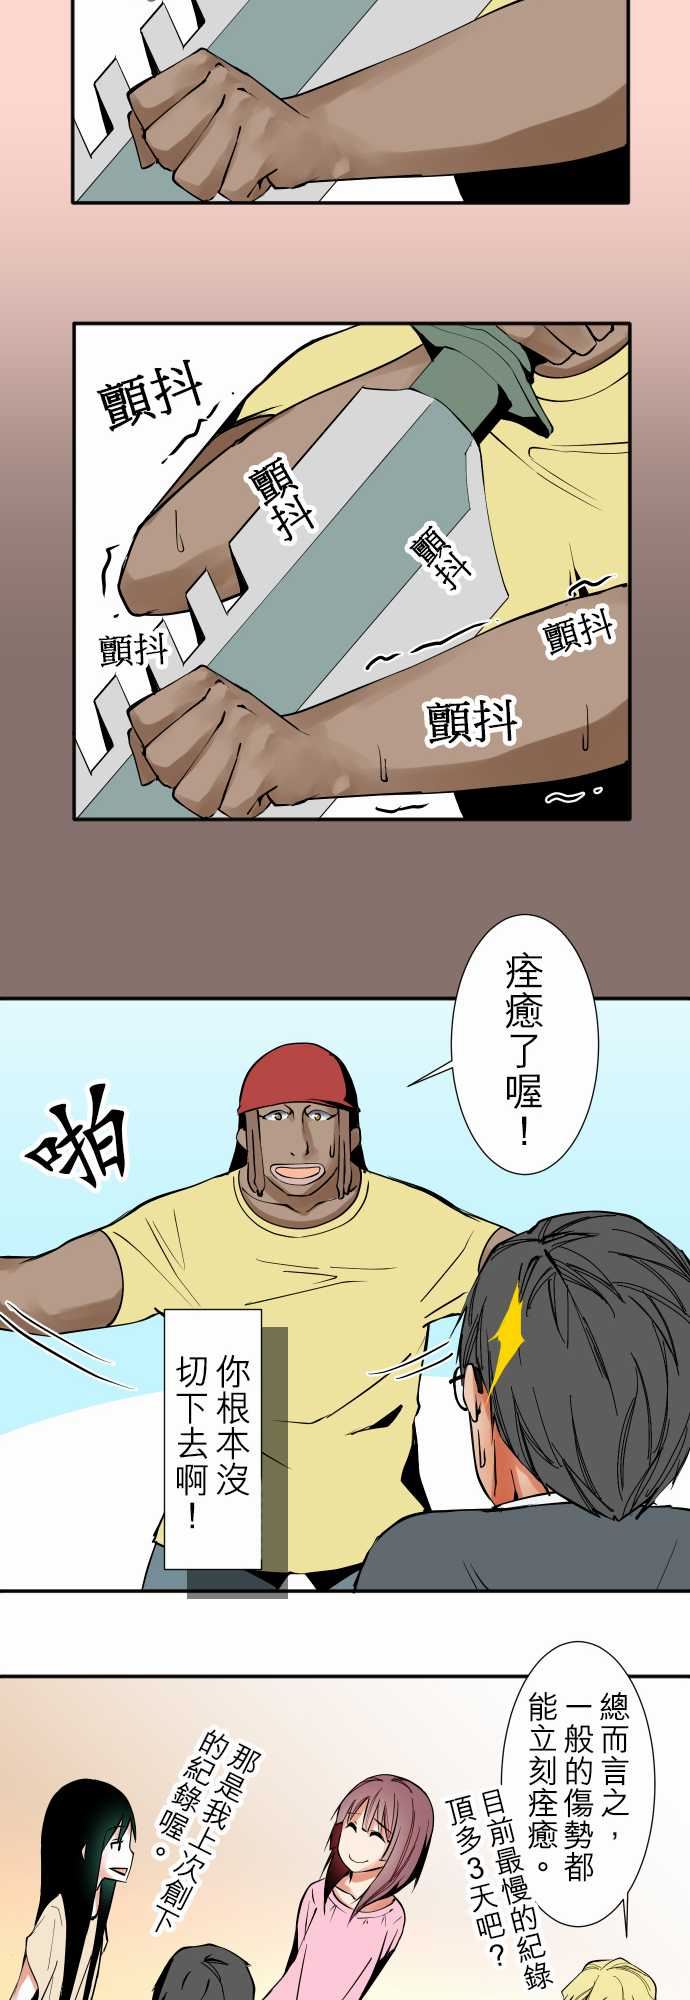 顫抖
顫抖
顫抖
顫抖
顫抖
顫抖
痊癒了喔！
啪
你根本沒
切下去啊！
總而言之，
一般的傷勢都
能立刻痊癒。
目前最慢的紀錄
頂多3天吧？
那是我上次創下
的紀錄喔。